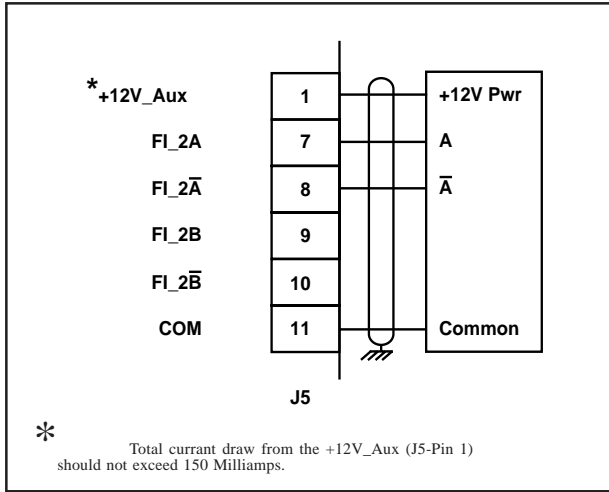 *+12V_Aux 1 +12V Pwr
FI_2A 7 A
FI_2A̅ 8 A̅
FI_2B 9
FI_2B̅ 10
COM 11 Common
J5
* Total currant draw from the +12V_Aux (J5-Pin 1)
should not exceed 150 Milliamps.